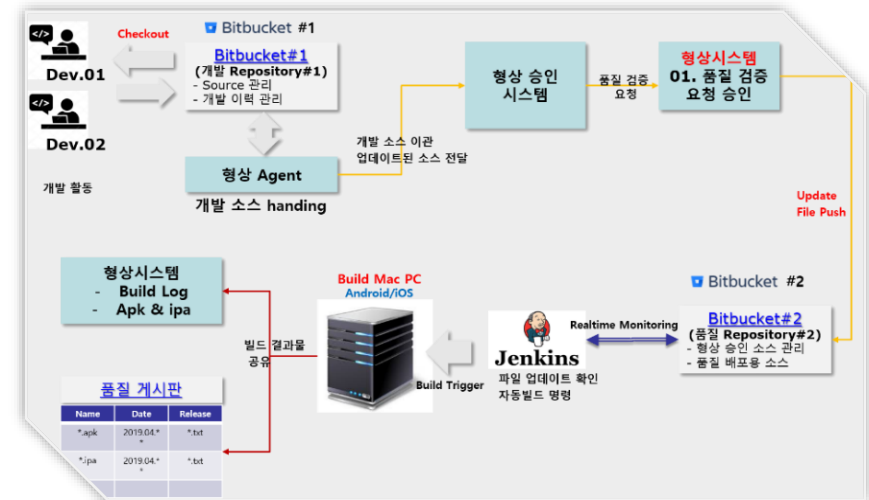 Dev.01
Dev.02
개발 활동
Checkout
Bitbucket #1
Bitbucket#1
(개발 Repository#1)
- Source 관리
- 개발 이력 관리
형상 Agent
개발 소스 handing
개발 소스 이관
업데이트된 소스 전달
형상 승인
시스템
품질 검증
요청
형상시스템
01. 품질 검증
요청 승인
Update
File Push
Bitbucket #2
Bitbucket#2
(품질 Repository#2)
- 형상 승인 소스 관리
- 품질 배포용 소스
Realtime Monitoring
Jenkins
파일 업데이트 확인
자동빌드 명령
Build Trigger
Build Mac PC
Android/iOS
빌드 결과물
공유
형상시스템
- Build Log
- Apk & ipa
품질 게시판
Name Date Release
*.apk 2019.04.* *.txt
*
*.ipa 2019.04.* *.txt
*